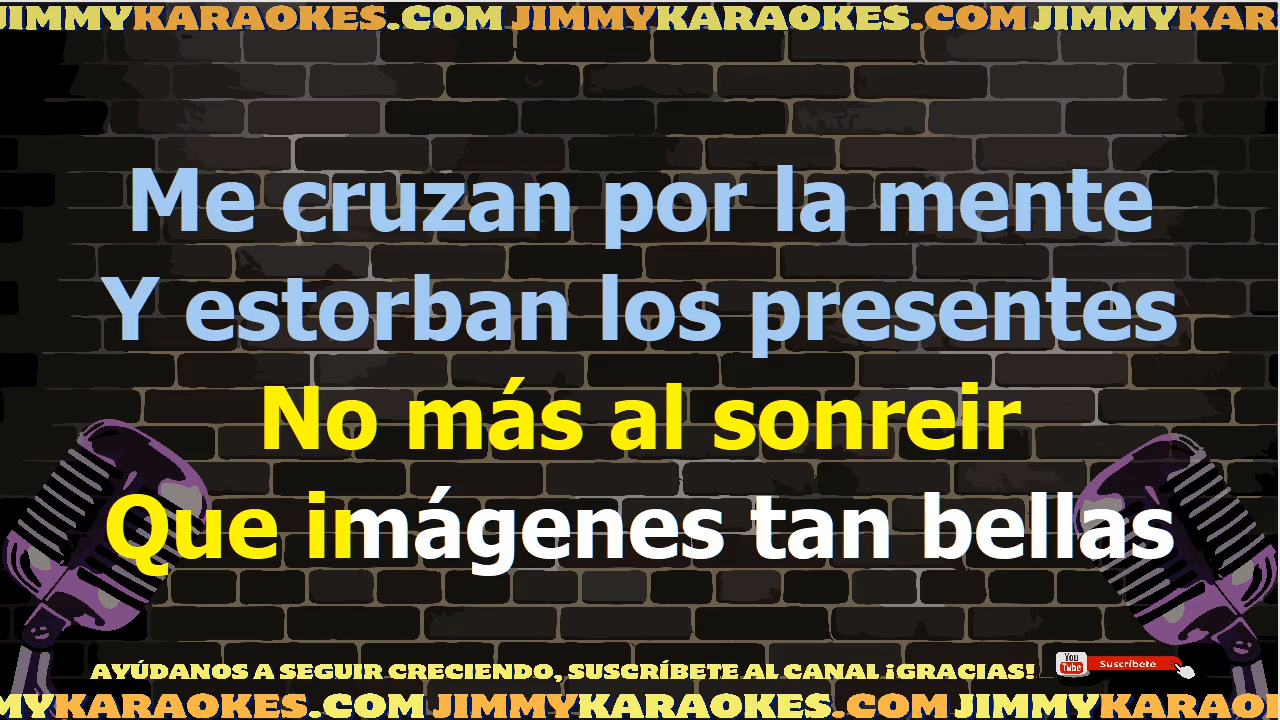 JIMMYKARAOKES.COM JIMMYKARAOKES.COM JIMMYKAR
Me cruzan por la mente
Y estorban los presentes
No más al sonreir
Que imágenes tan bellas
AYÚDANOS A SEGUIR CRECIENDO, SUSCRÍBETE AL CANAL ¡GRACIAS!
You Tube Suscríbete
MYKARAOKES.COM JIMMYKARAOKES.COM JIMMYKARAOK